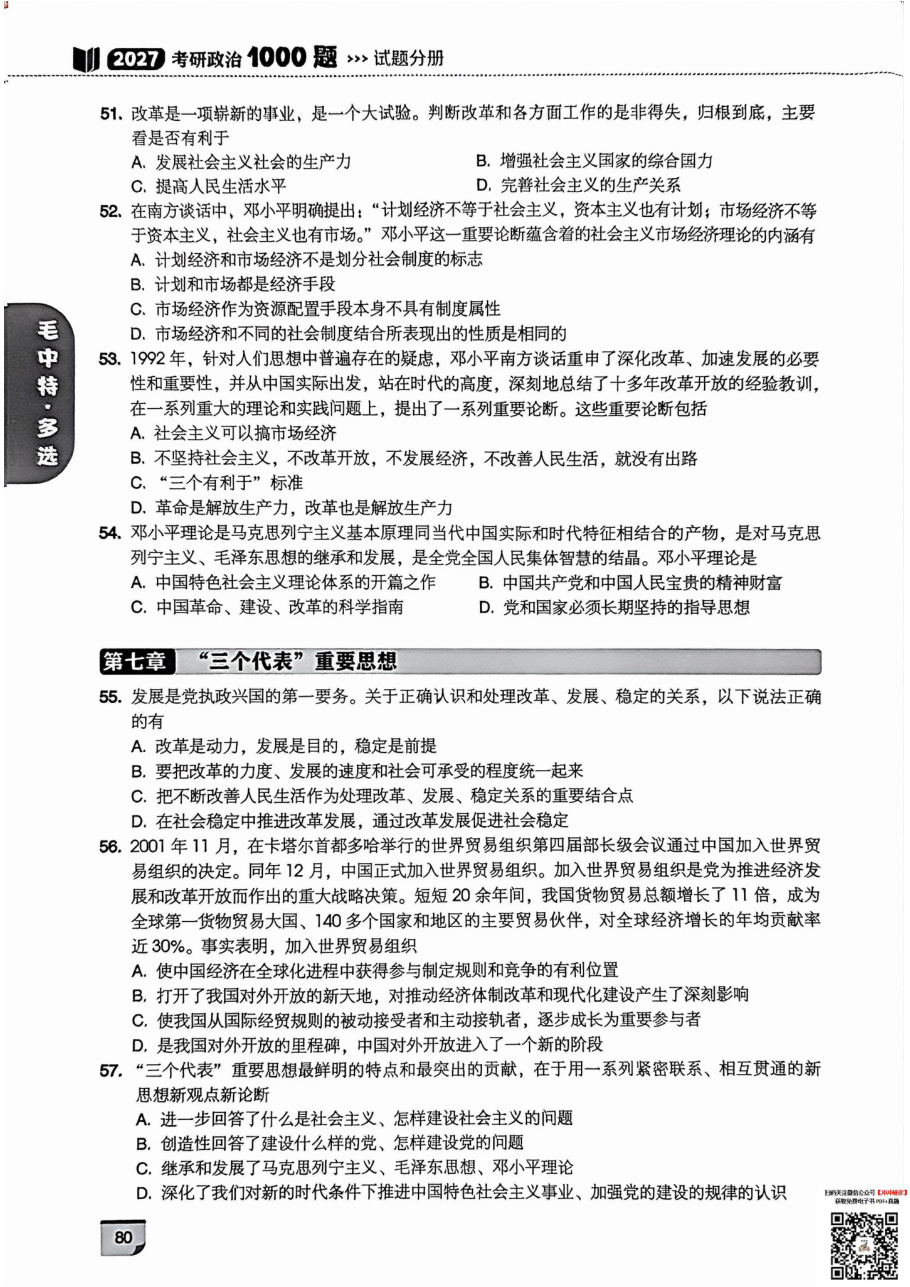 2027 考研政治 1000 题 >>> 试题分册
51. 改革是一项崭新的事业，是一个大试验。判断改革和各方面工作的是非得失，归根到底，主要
看是否有利于
A. 发展社会主义社会的生产力 B. 增强社会主义国家的综合国力
C. 提高人民生活水平 D. 完善社会主义的生产关系
52. 在南方谈话中，邓小平明确提出：“计划经济不等于社会主义，资本主义也有计划；市场经济不等
于资本主义，社会主义也有市场。”邓小平这一重要论断蕴含着的社会主义市场经济理论的内涵有
A. 计划经济和市场经济不是划分社会制度的标志
B. 计划和市场都是经济手段
C. 市场经济作为资源配置手段本身不具有制度属性
D. 市场经济和不同的社会制度结合所表现出的性质是相同的
53. 1992 年，针对人们思想中普遍存在的疑虑，邓小平南方谈话重申了深化改革、加速发展的必要
性和重要性，并从中国实际出发，站在时代的高度，深刻地总结了十多年改革开放的经验教训，
在一系列重大的理论和实践问题上，提出了一系列重要论断。这些重要论断包括
A. 社会主义可以搞市场经济
B. 不坚持社会主义，不改革开放，不发展经济，不改善人民生活，就没有出路
C. “三个有利于”标准
D. 革命是解放生产力，改革也是解放生产力
54. 邓小平理论是马克思列宁主义基本原理同当代中国实际和时代特征相结合的产物，是对马克思
列宁主义、毛泽东思想的继承和发展，是全党全国人民集体智慧的结晶。邓小平理论是
A. 中国特色社会主义理论体系的开篇之作 B. 中国共产党和中国人民宝贵的精神财富
C. 中国革命、建设、改革的科学指南 D. 党和国家必须长期坚持的指导思想
毛中特·多选
第七章 “三个代表”重要思想
55. 发展是党执政兴国的第一要务。关于正确认识和处理改革、发展、稳定的关系，以下说法正确
的有
A. 改革是动力，发展是目的，稳定是前提
B. 要把改革的力度、发展的速度和社会可承受的程度统一起来
C. 把不断改善人民生活作为处理改革、发展、稳定关系的重要结合点
D. 在社会稳定中推进改革发展，通过改革发展促进社会稳定
56. 2001 年 11 月，在卡塔尔首都多哈举行的世界贸易组织第四届部长级会议通过中国加入世界贸
易组织的决定。同年 12 月，中国正式加入世界贸易组织。加入世界贸易组织是党为推进经济发
展和改革开放而作出的重大战略决策。短短 20 余年间，我国货物贸易总额增长了 11 倍，成为
全球第一货物贸易大国、140 多个国家和地区的主要贸易伙伴，对全球经济增长的年均贡献率
近 30%。事实表明，加入世界贸易组织
A. 使中国经济在全球化进程中获得参与制定规则和竞争的有利位置
B. 打开了我国对外开放的新天地，对推动经济体制改革和现代化建设产生了深刻影响
C. 使我国从国际经贸规则的被动接受者和主动接轨者，逐步成长为重要参与者
D. 是我国对外开放的里程碑，中国对外开放进入了一个新的阶段
57. “三个代表”重要思想最鲜明的特点和最突出的贡献，在于用一系列紧密联系、相互贯通的新
思想新观点新论断
A. 进一步回答了什么是社会主义、怎样建设社会主义的问题
B. 创造性回答了建设什么样的党、怎样建设党的问题
C. 继承和发展了马克思列宁主义、毛泽东思想、邓小平理论
D. 深化了我们对新的时代条件下推进中国特色社会主义事业、加强党的建设的规律的认识
80
扫码关注微信公众号
获取免费电子书PDF+真题